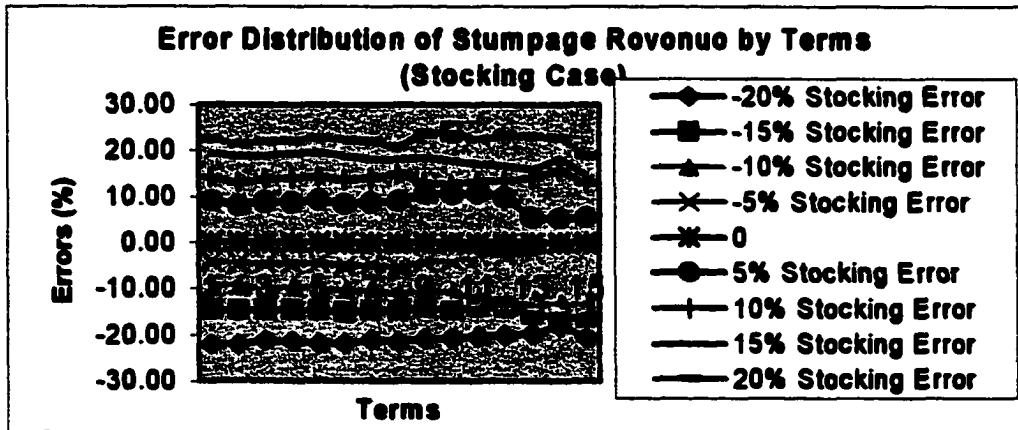 Error Distribution of Stumpage Rovonuo by Terms
(Stocking Case)
30.00
20.00
10.00
0.00
-10.00
-20.00
-30.00
Errors (%)
Terms
-20% Stocking Error
-15% Stocking Error
-10% Stocking Error
-5% Stocking Error
0
5% Stocking Error
10% Stocking Error
15% Stocking Error
20% Stocking Error